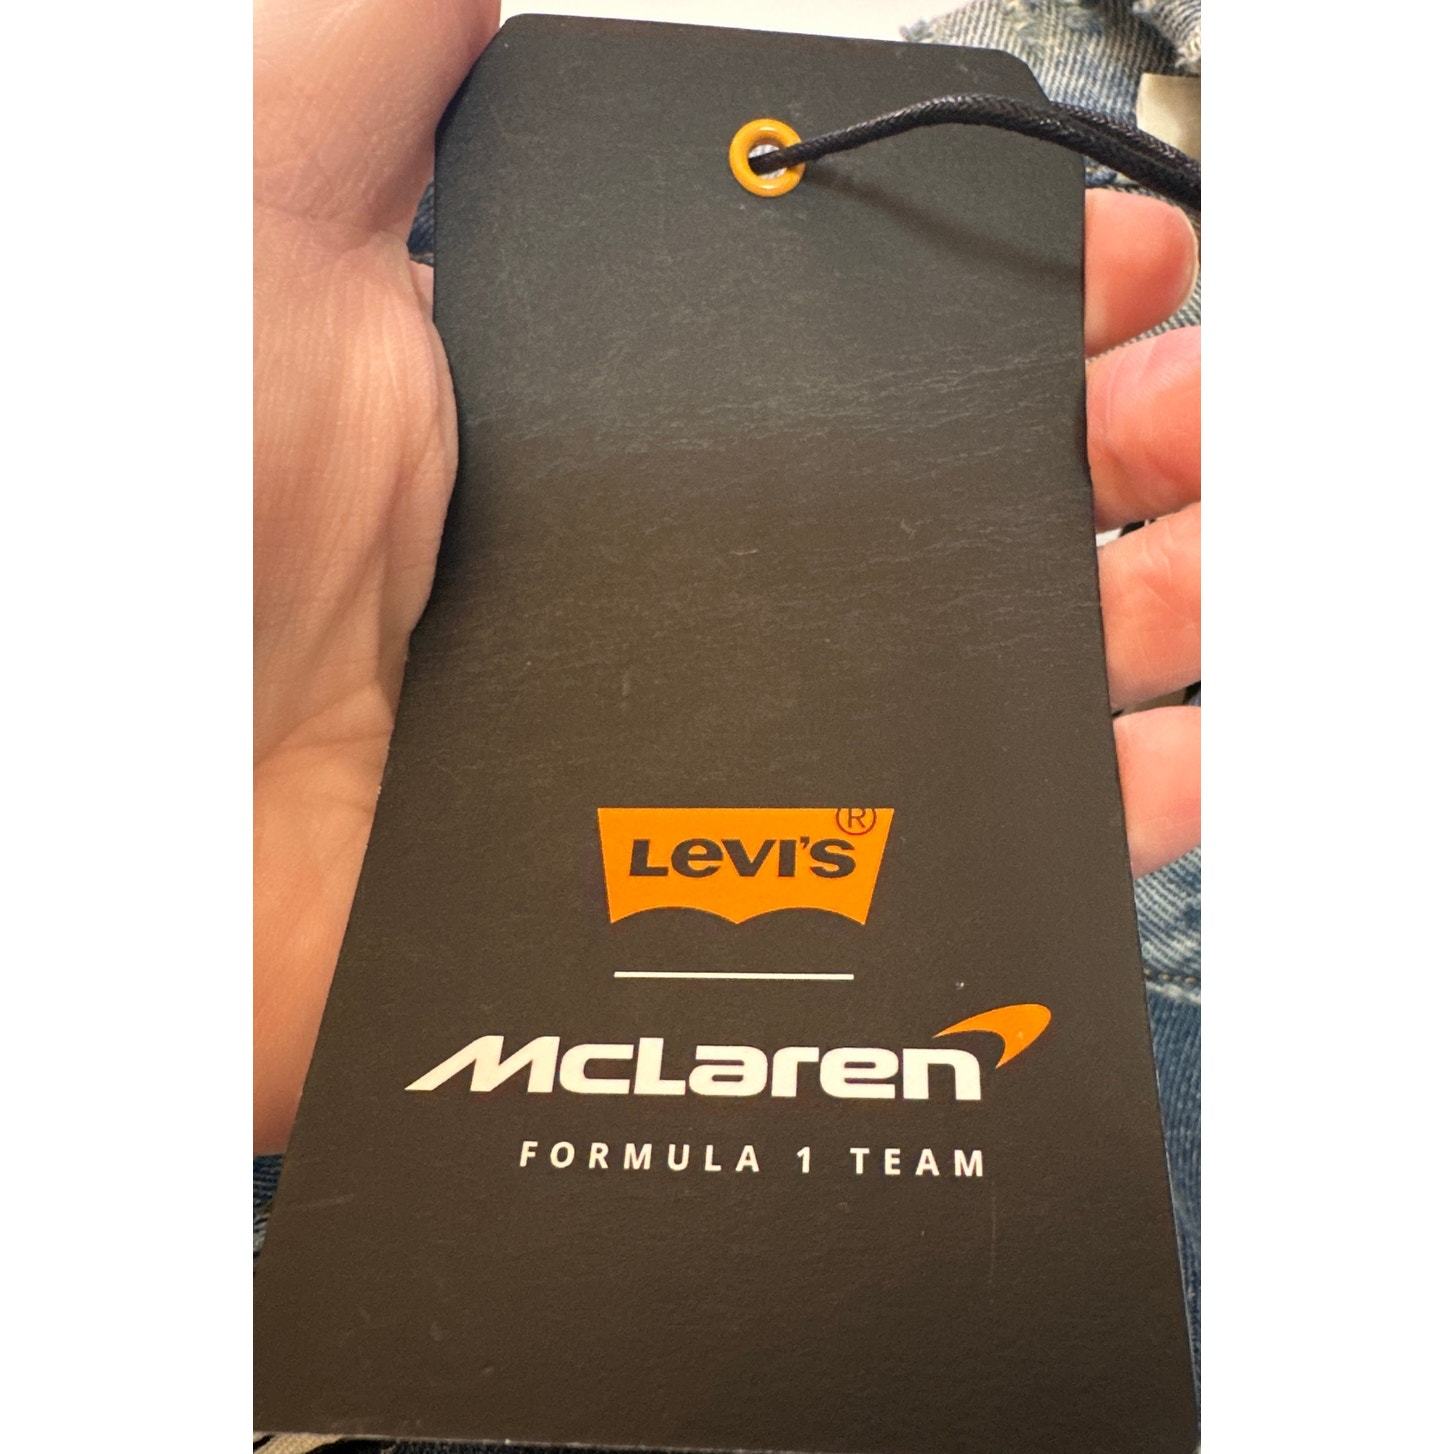 Levi's®
McLaren
FORMULA 1 TEAM